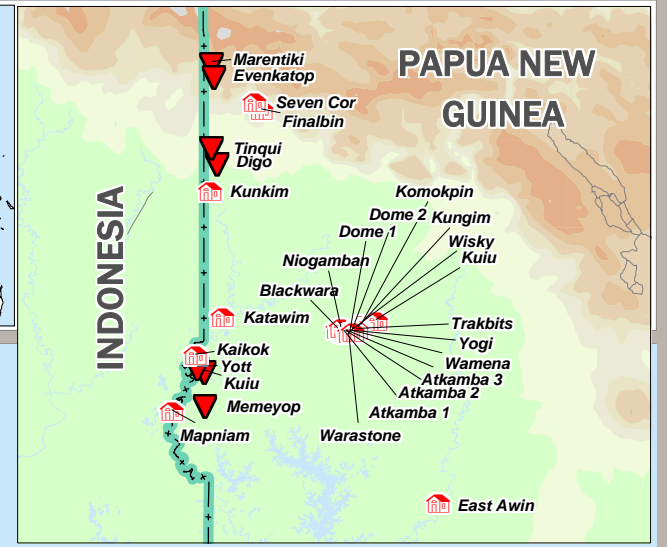 Marentiki
Evenkatop
PAPUA NEW
GUINEA
Seven Cor
Finalbin
Tinqui
Digo
Kunkim
INDONESIA
Komokpin
Dome 2
Kungim
Dome 1
Wisky
Niogamban
Kuiu
Blackwara
Katawim
Trakbits
Yogi
Kaikok
Yott
Wamena
Kuiu
Atkamba 3
Atkamba 2
Memeyop
Atkamba 1
Mapniam
Warastone
East Awin